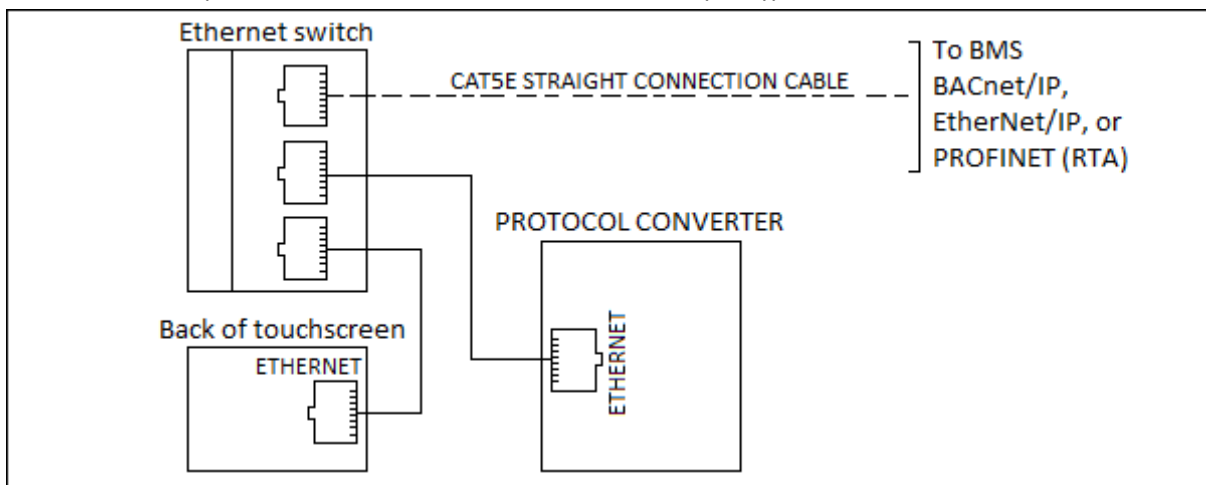 Ethernet switch
CAT5E STRAIGHT CONNECTION CABLE
To BMS
BACnet/IP,
EtherNet/IP, or
PROFINET (RTA)
PROTOCOL CONVERTER
ETHERNET
Back of touchscreen
ETHERNET